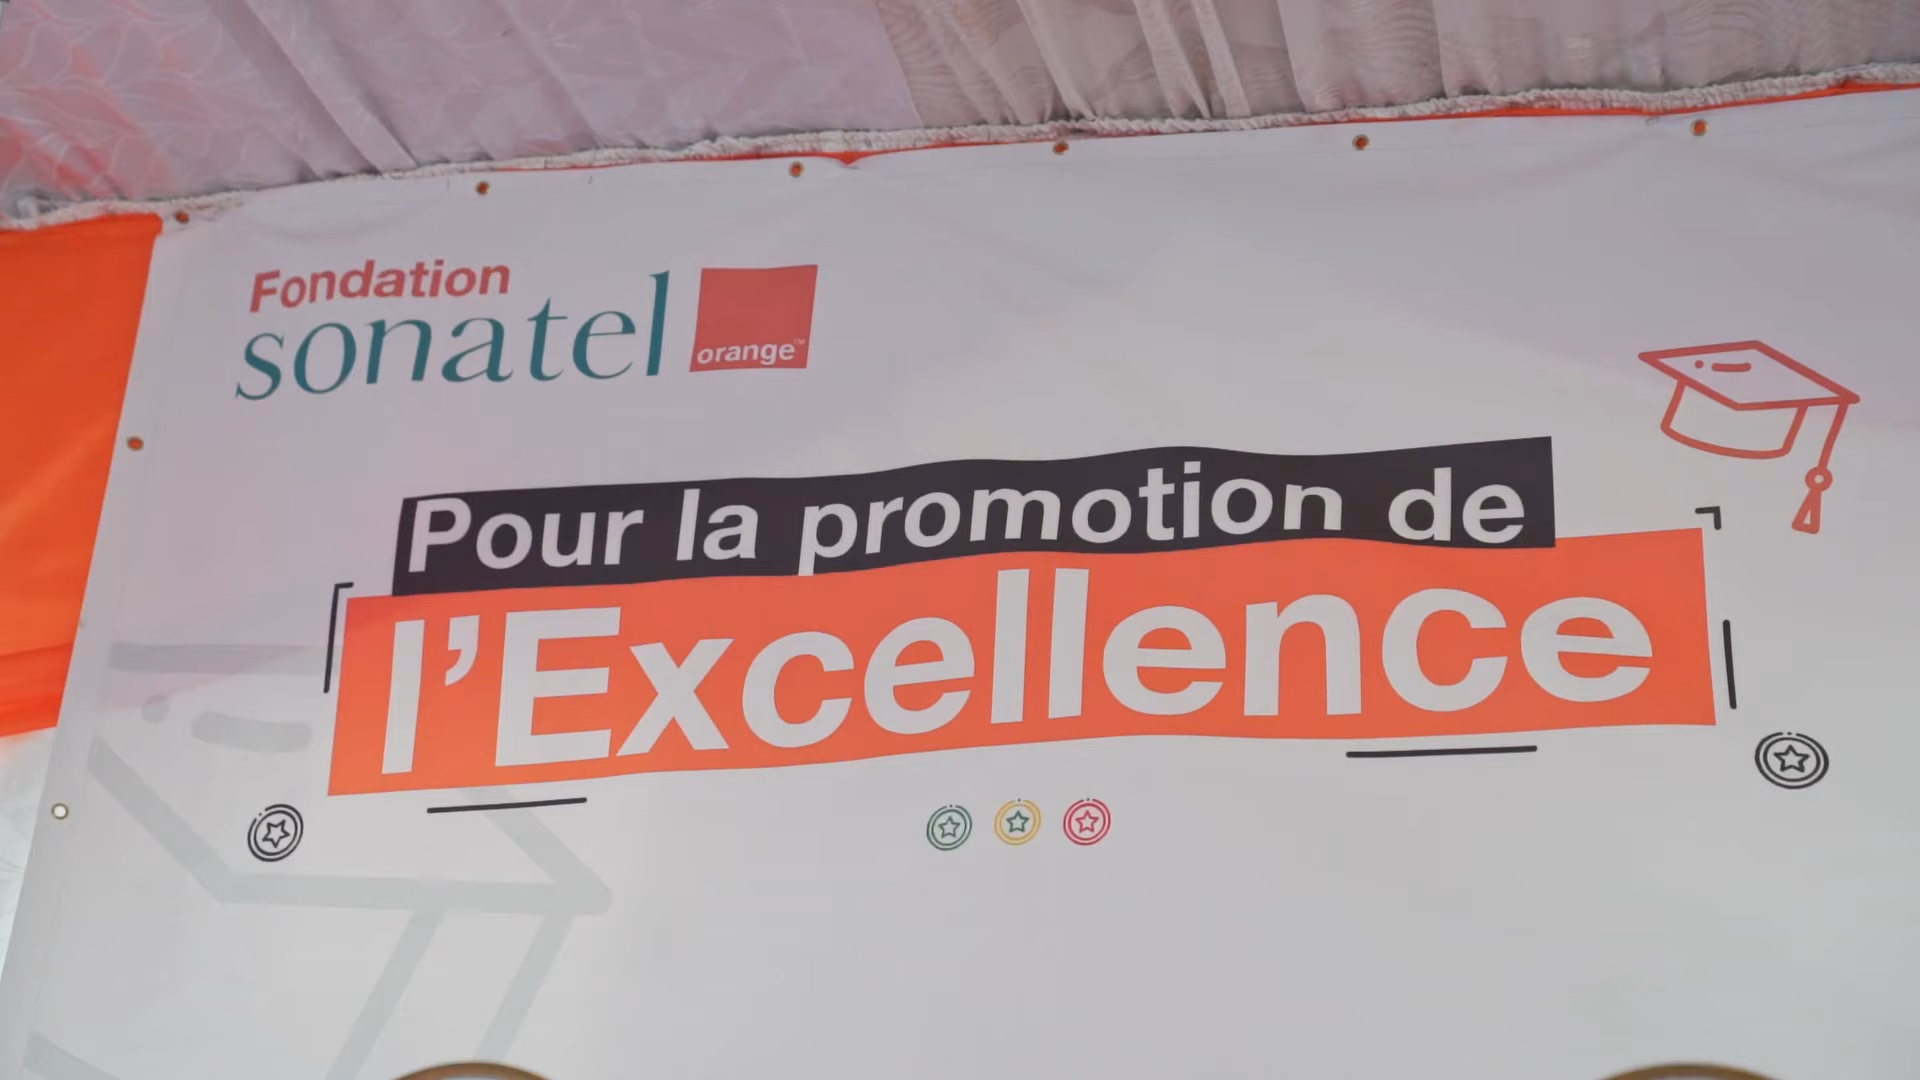 Fondation
sonatel
orange™
Pour la promotion de
l’Excellence